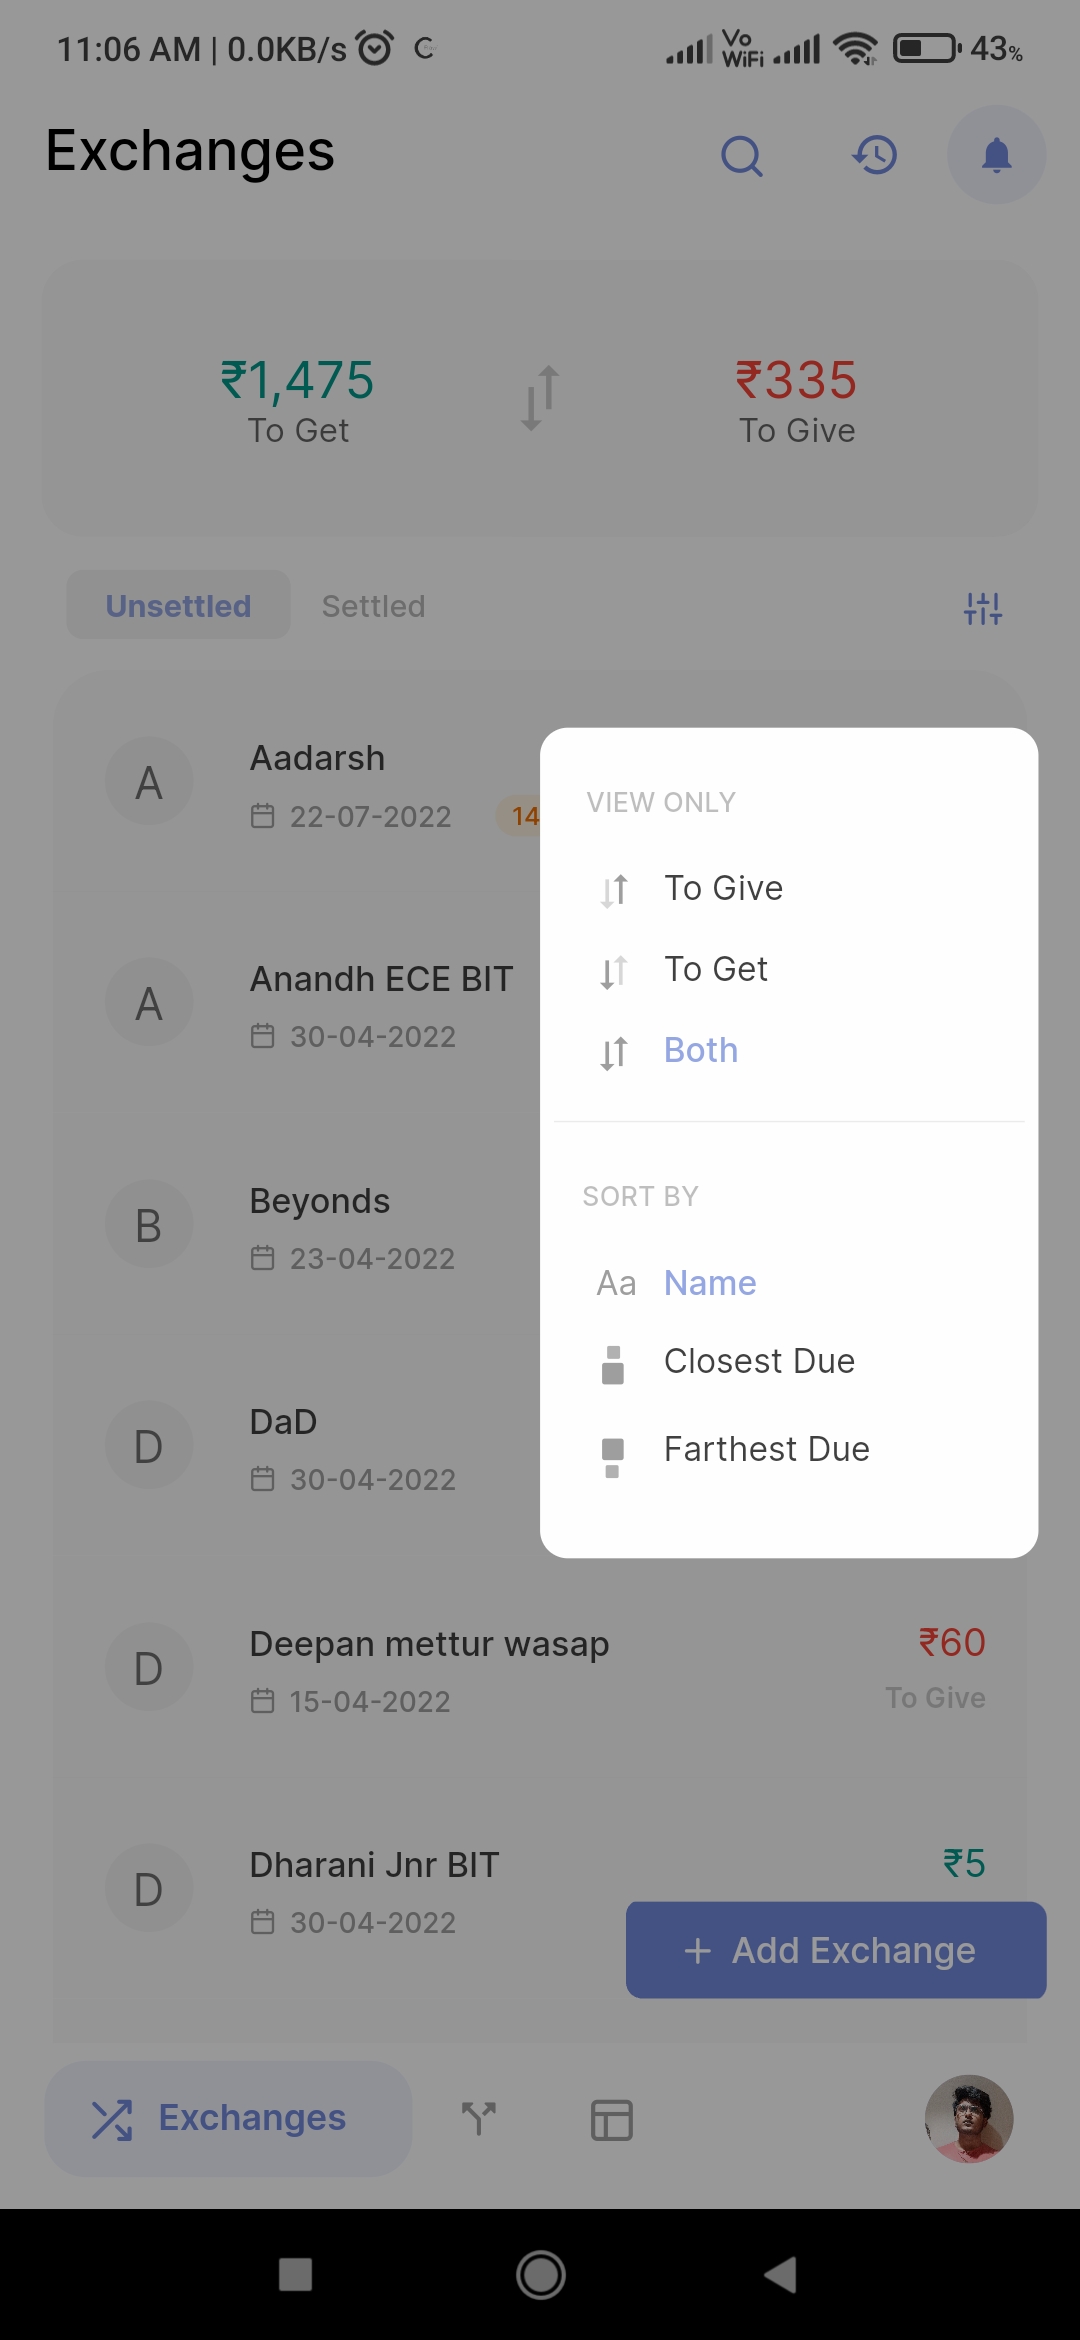 11:06 AM | 0.0KB/s Vo WiFi 43%
Exchanges
₹1,475 ₹335
To Get To Give
Unsettled Settled
A Aadarsh
22-07-2022 14
VIEW ONLY
To Give
To Get
Both
A Anandh ECE BIT
30-04-2022
B Beyonds
23-04-2022
SORT BY
Aa Name
Closest Due
Farthest Due
D DaD
30-04-2022
D Deepan mettur wasap ₹60
15-04-2022 To Give
D Dharani Jnr BIT ₹5
30-04-2022
+ Add Exchange
Exchanges